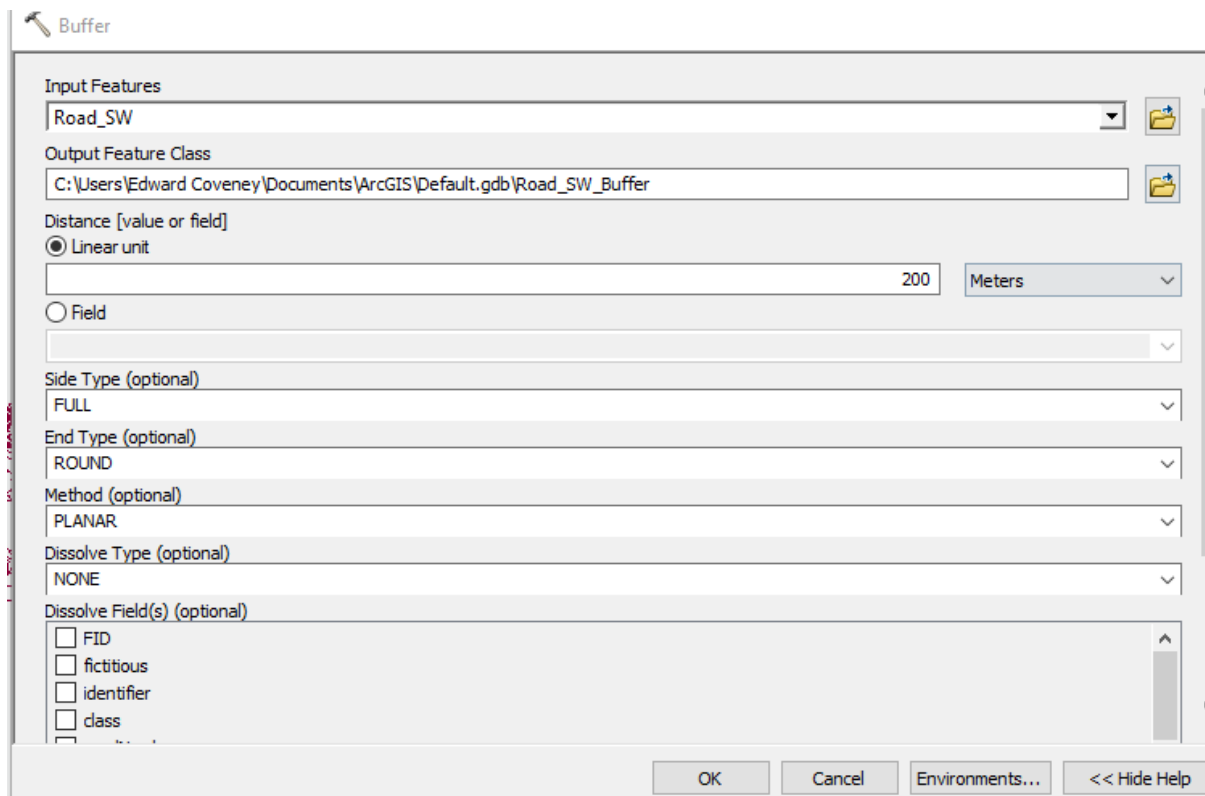 Buffer
Input Features
Road_SW
Output Feature Class
C:\Users\Edward Coveney\Documents\ArcGIS\Default.gdb\Road_SW_Buffer
Distance [value or field]
Linear unit
200 Meters
Field
Side Type (optional)
FULL
End Type (optional)
ROUND
Method (optional)
PLANAR
Dissolve Type (optional)
NONE
Dissolve Field(s) (optional)
FID
fictitious
identifier
class
OK Cancel Environments... << Hide Help